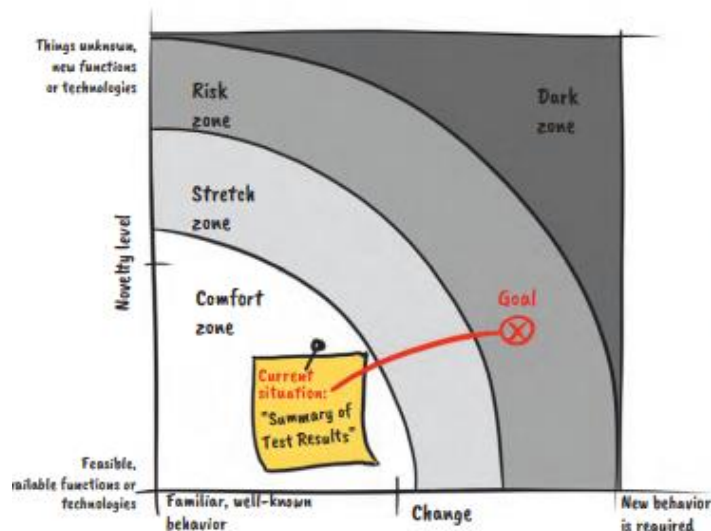 Things unknown,
new functions
or technologies
Risk
zone
Dark
zone
Stretch
zone
Novelty level
Comfort
zone
Goal
Current
situation:
"Summary of
Test Results"
Feasible,
vailable functions or
technologies
Familiar, well-known
behavior
Change
New behavior
is required